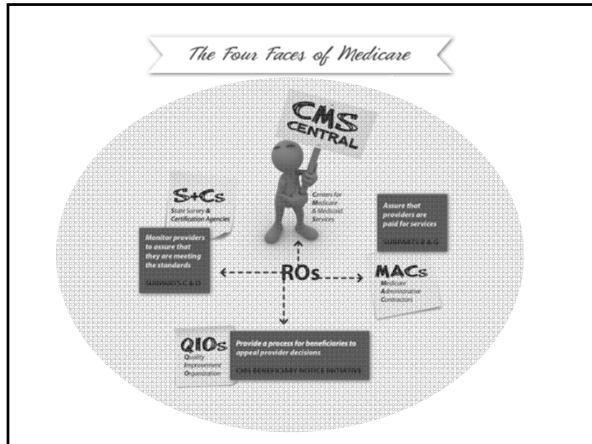 The Four Faces of Medicare
CMS
CENTRAL
Centers for
Medicare
& Medicaid
Services
S+Cs
State Survey &
Certification Agencies
Monitor providers
to assure that
they are meeting
the standards
SUBPARTS C & D
Assure that
providers are
paid for services
SUBPARTS B & G
ROs
MACs
Medicare
Administrative
Contractors
QIOs
Quality
Improvement
Organization
Provide a process for beneficiaries to
appeal provider decisions
CMS BENEFICIARY NOTICE INITIATIVE